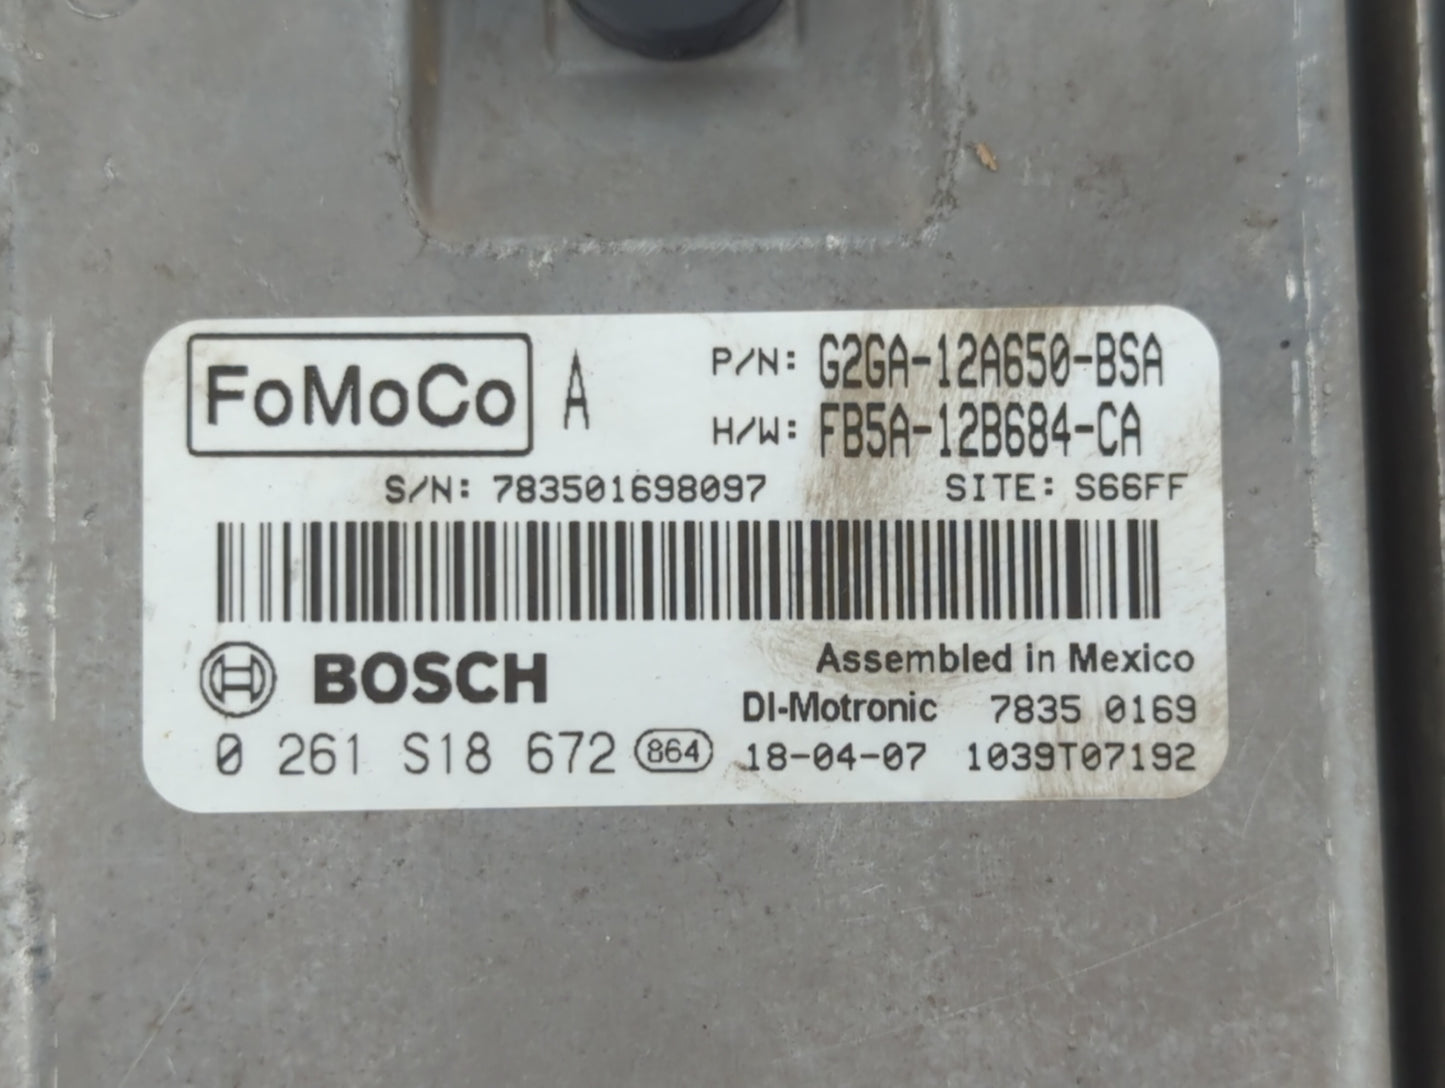 FoMoCo A P/N: G2GA-12A650-BSA
H/W: FB5A-12B684-CA
S/N: 783501698097 SITE: S66FF
BOSCH Assembled in Mexico
DI-Motronic 7835 0169
0 261 S18 672 864 18-04-07 1039T07192